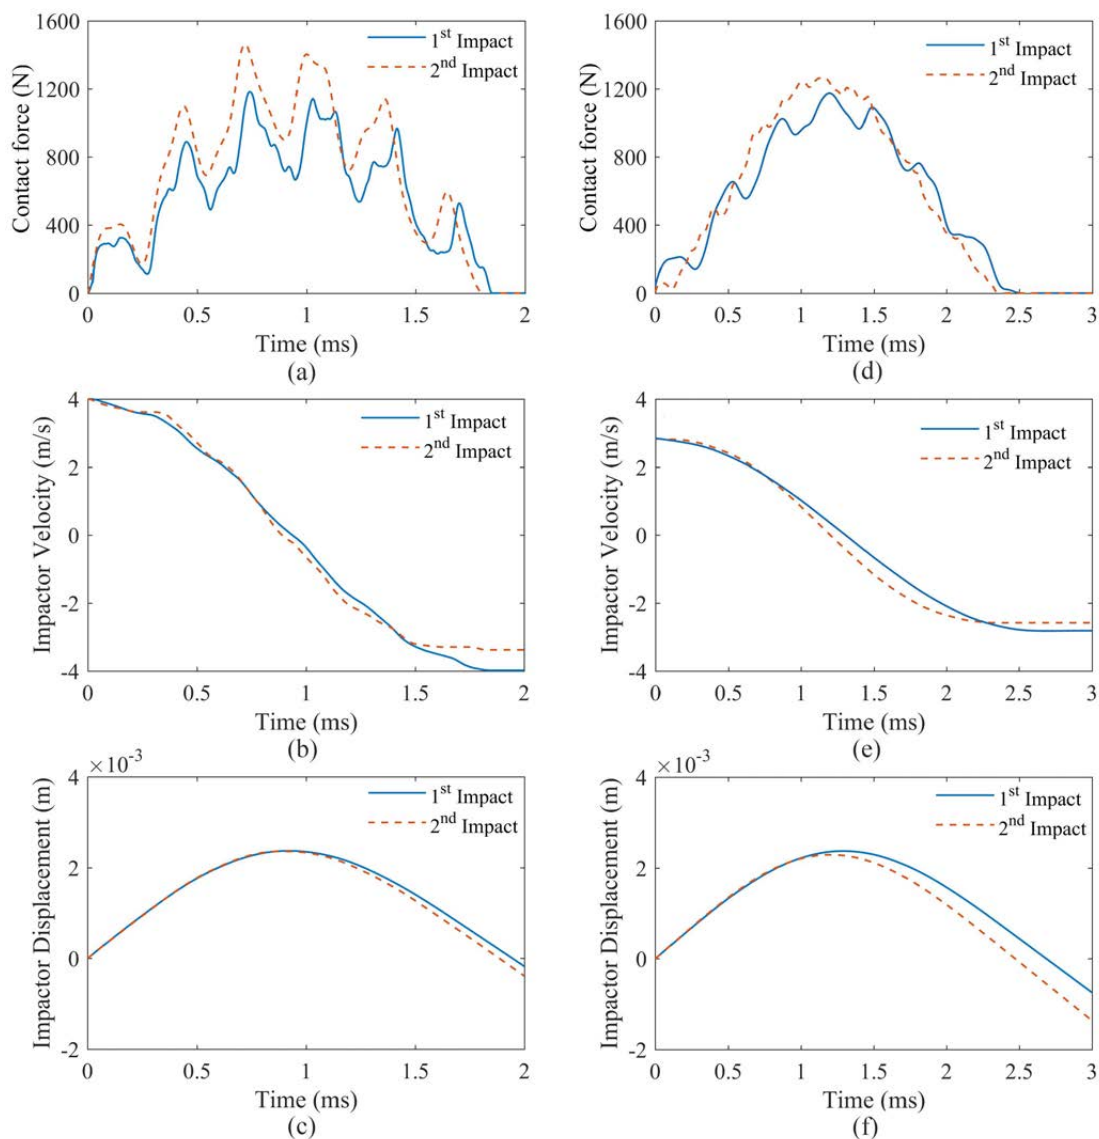 1600
1200
800
400
0
Contact force (N)
1st Impact
2nd Impact
0 0.5 1 1.5 2
Time (ms)
(a)
1600
1200
800
400
0
Contact force (N)
1st Impact
2nd Impact
0 0.5 1 1.5 2 2.5 3
Time (ms)
(d)
4
2
0
-2
-4
Impactor Velocity (m/s)
1st Impact
2nd Impact
0 0.5 1 1.5 2
Time (ms)
(b)
4
2
0
-2
-4
Impactor Velocity (m/s)
1st Impact
2nd Impact
0 0.5 1 1.5 2 2.5 3
Time (ms)
(e)
×10-3
4
2
0
-2
Impactor Displacement (m)
1st Impact
2nd Impact
0 0.5 1 1.5 2
Time (ms)
(c)
×10-3
4
2
0
-2
Impactor Displacement (m)
1st Impact
2nd Impact
0 0.5 1 1.5 2 2.5 3
Time (ms)
(f)